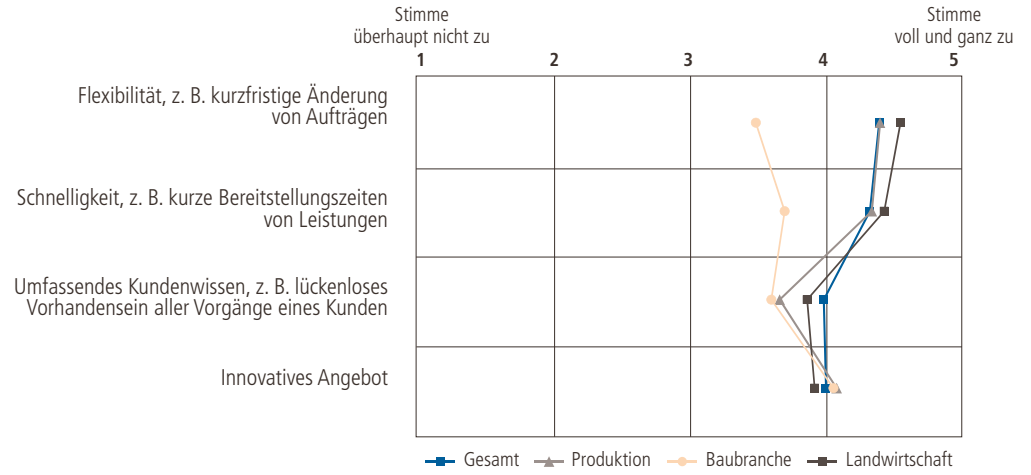 Stimme
überhaupt nicht zu
Stimme
voll und ganz zu
1 2 3 4 5
Flexibilität, z. B. kurzfristige Änderung
von Aufträgen
Schnelligkeit, z. B. kurze Bereitstellungszeiten
von Leistungen
Umfassendes Kundenwissen, z. B. lückenloses
Vorhandensein aller Vorgänge eines Kunden
Innovatives Angebot
Gesamt Produktion Baubranche Landwirtschaft